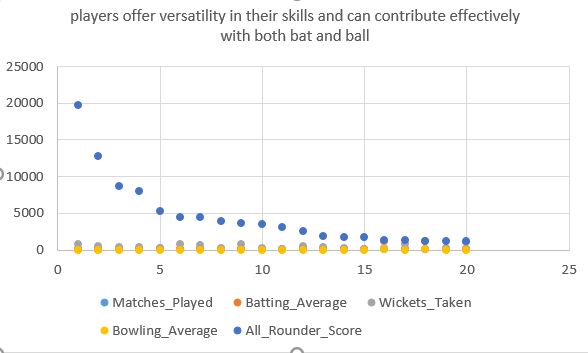 players offer versatility in their skills and can contribute effectively
with both bat and ball
25000
20000
15000
10000
5000
0
0 5 10 15 20 25
Matches_Played Batting_Average Wickets_Taken
Bowling_Average All_Rounder_Score